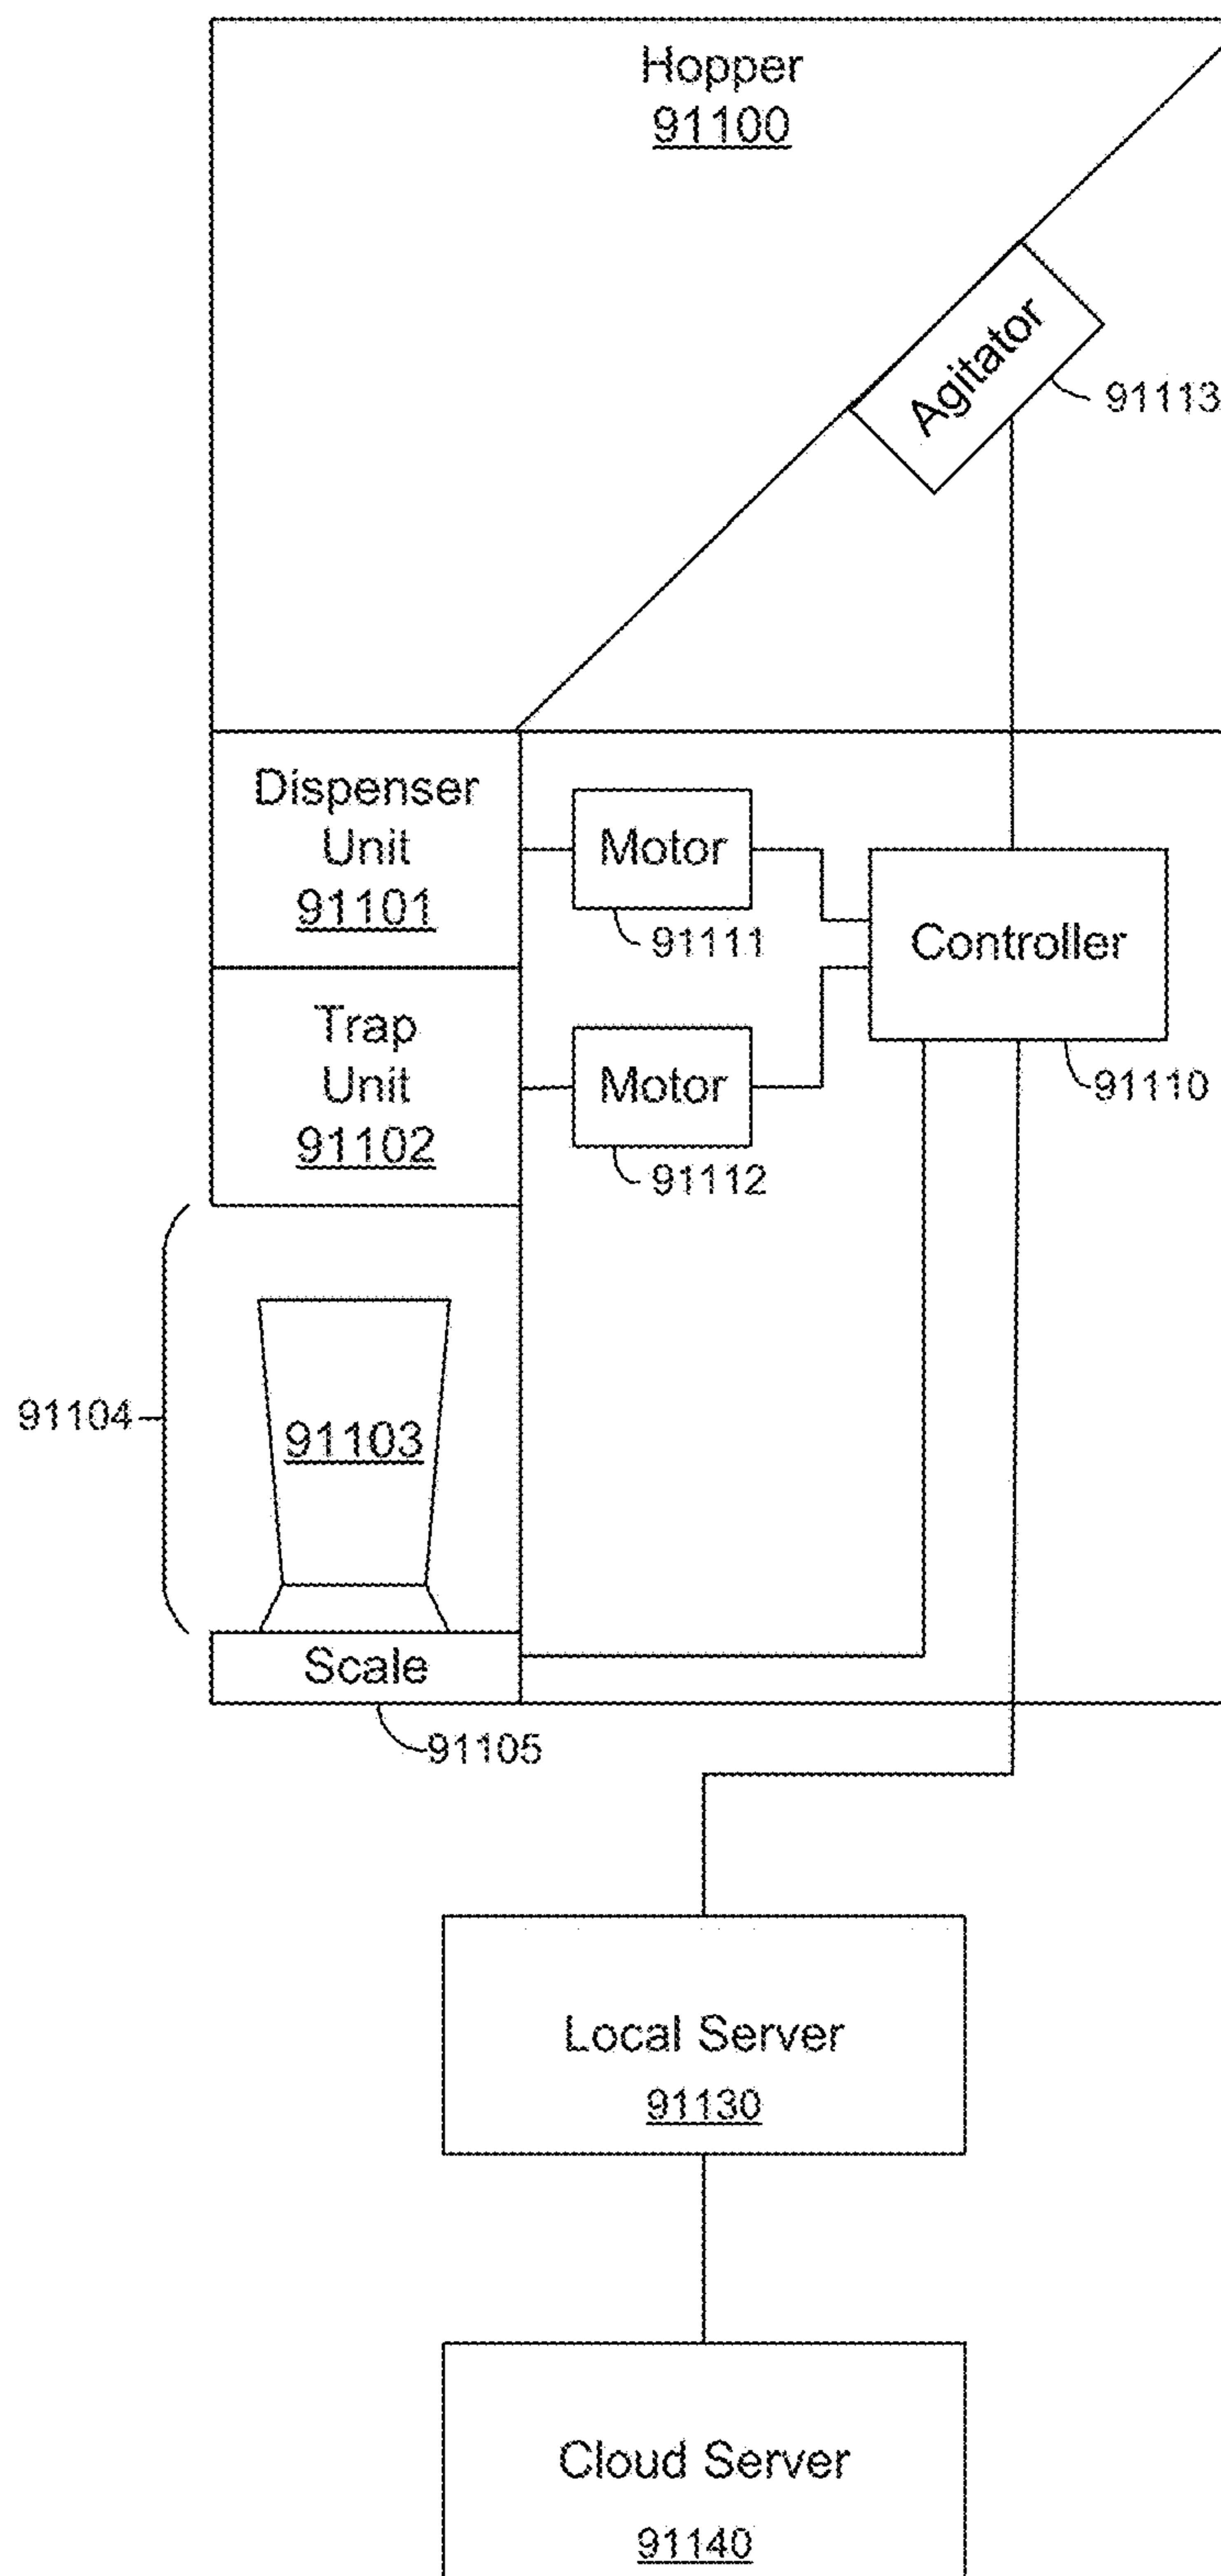 Hopper
91100
Agitator
91113
Dispenser
Unit
91101
Motor
91111
Controller
91110
Trap
Unit
91102
Motor
91112
91104
91103
Scale
91105
Local Server
91130
Cloud Server
91140